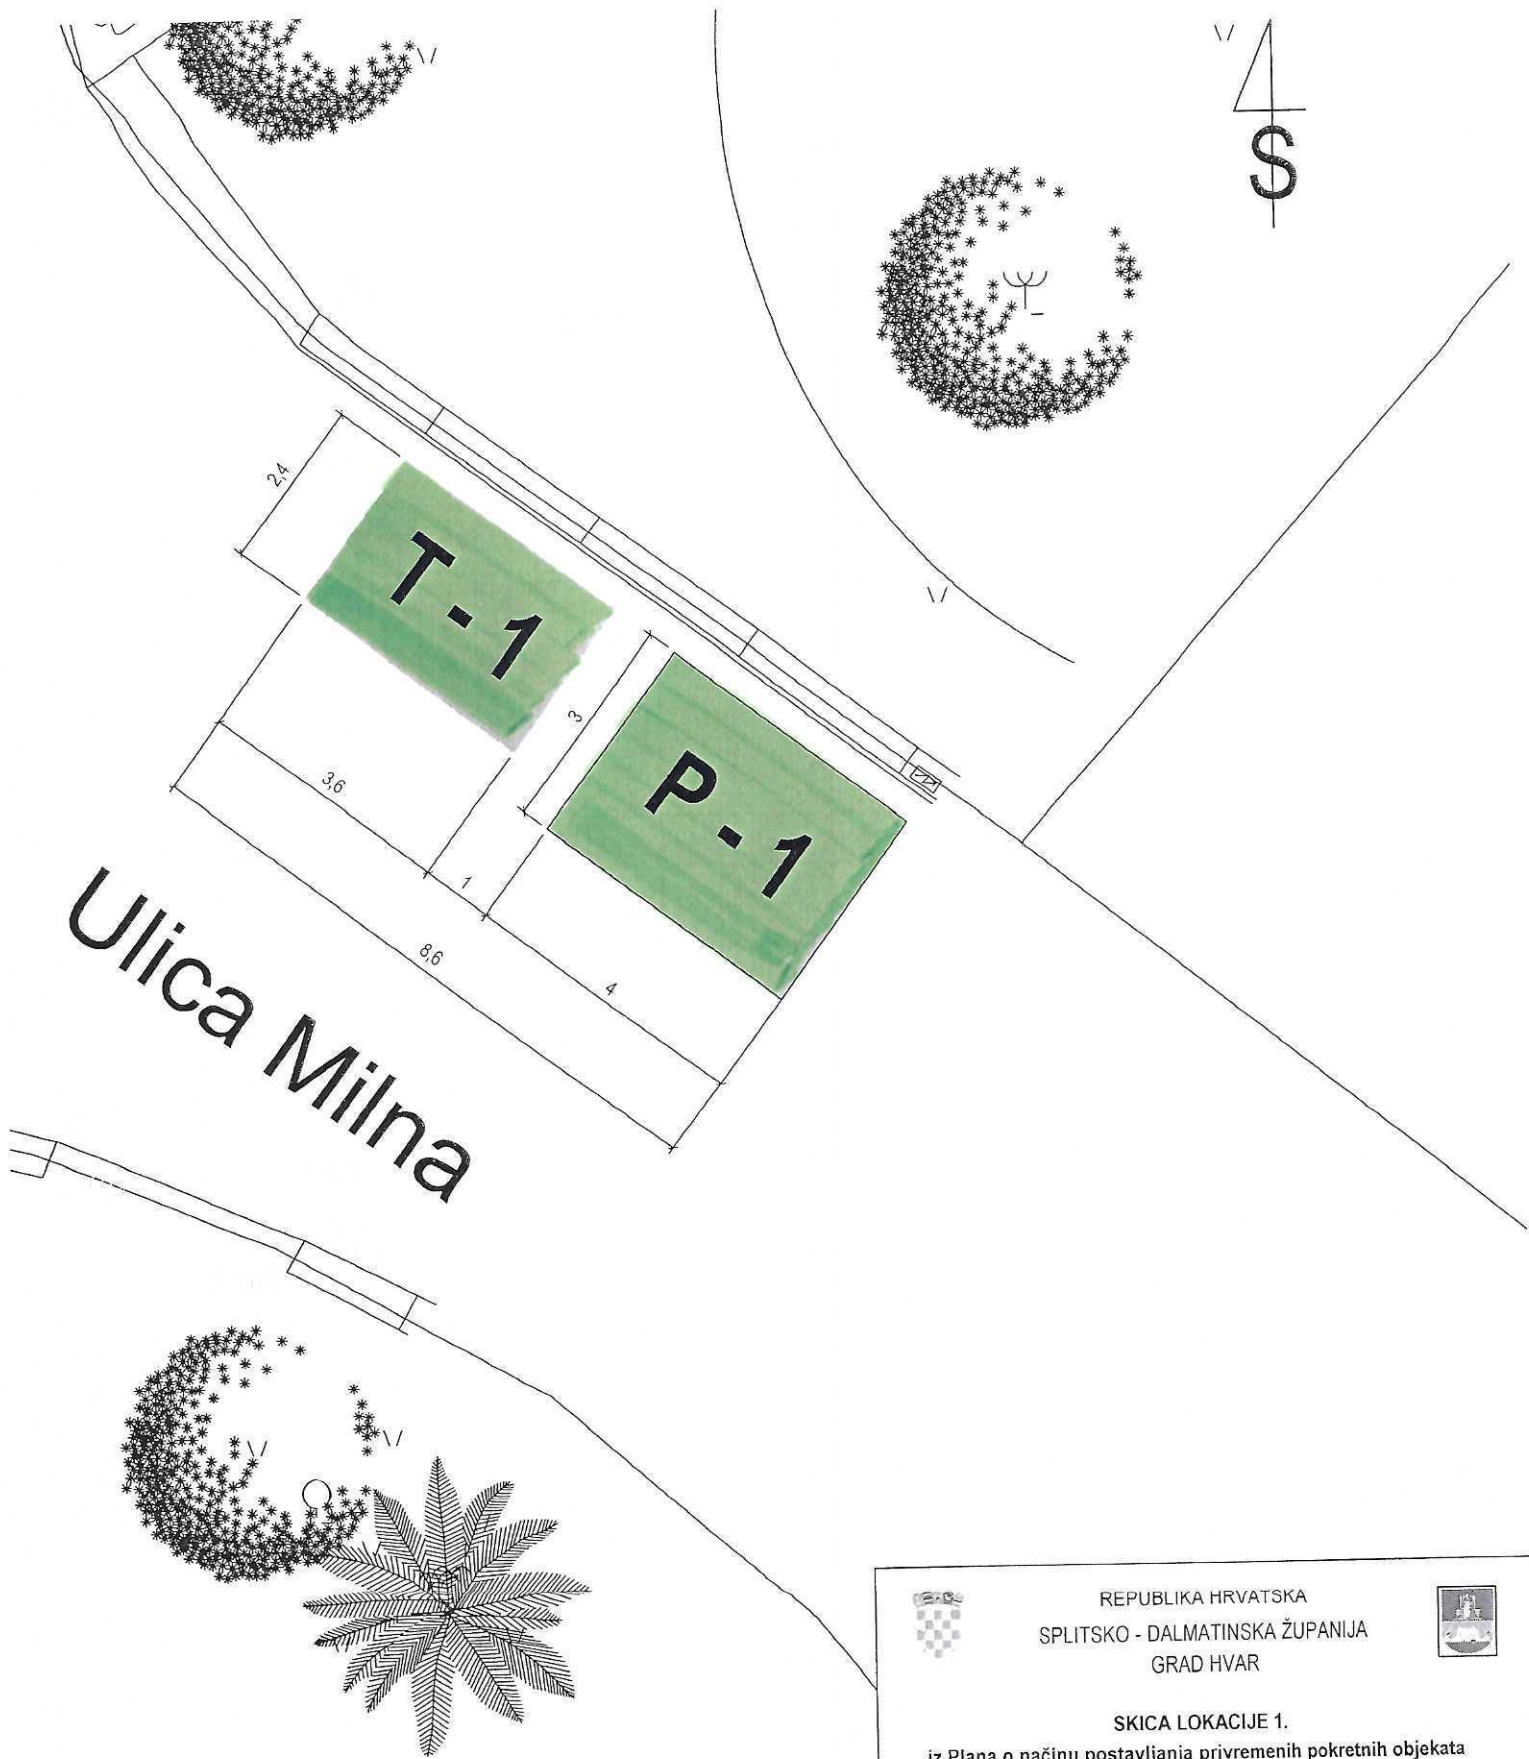 S
2,4
T - 1
3
P - 1
3,6
1
8,6
4
Ulica Milna
REPUBLIKA HRVATSKA
SPLITSKO - DALMATINSKA ŽUPANIJA
GRAD HVAR
SKICA LOKACIJE 1.
iz Plana o načinu postavljanja privremenih pokretnih objekata